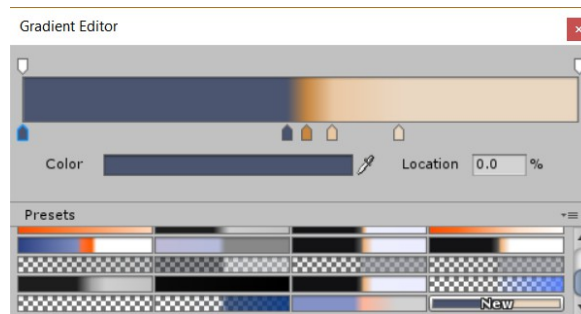 Gradient Editor
Color
Location 0.0 %
Presets
New